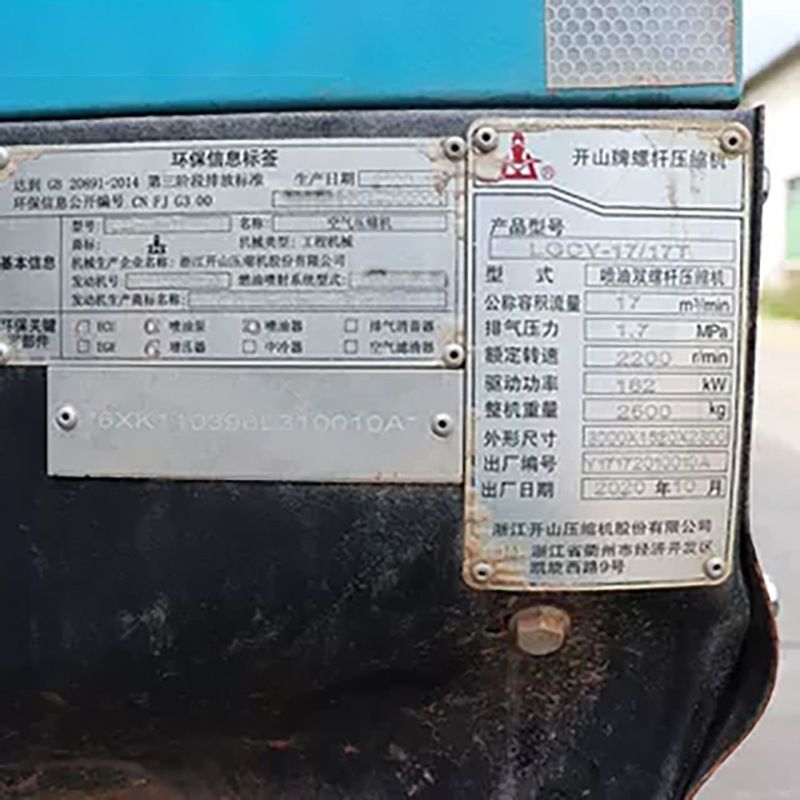 环保信息标签
达到 GB 20891-2014 第三阶段排放标准 生产日期
环保信息公开编号 CN FJ G3 00
基本信息
型号: 名称: 空气压缩机
商标: 机械类型: 工程机械
机械生产企业名称: 浙江开山压缩机股份有限公司
发动机号: 燃油喷射系统型式:
发动机生产商标名称:
环保关键部件
ECU 喷油泵 喷油器 排气消音器
EGR 增压器 中冷器 空气滤清器
*6XK110396L310010A*
开山牌螺杆压缩机
产品型号
LGCY-17/17T
型 式 喷油双螺杆压缩机
公称容积流量 17 m³/min
排气压力 1.7 MPa
额定转速 2200 r/min
驱动功率 162 kW
整机重量 2600 kg
外形尺寸
出厂编号 Y17172010010A
出厂日期 2020 年 10 月
浙江开山压缩机股份有限公司
浙江省衢州市经济开发区
凯旋西路9号